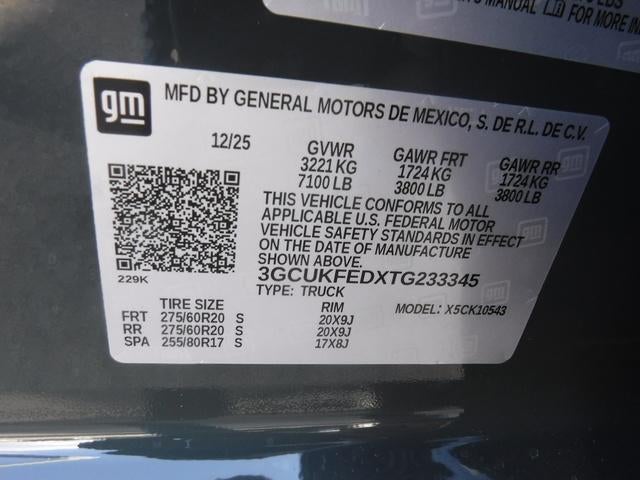 MANUAL FOR MORE IN
gm
MFD BY GENERAL MOTORS DE MEXICO, S. DE R.L. DE C.V.
12/25
GVWR GAWR FRT GAWR RR
3221 KG 1724 KG 1724 KG
7100 LB 3800 LB 3800 LB
THIS VEHICLE CONFORMS TO ALL
APPLICABLE U.S. FEDERAL MOTOR
VEHICLE SAFETY STANDARDS IN EFFECT
ON THE DATE OF MANUFACTURE
SHOWN ABOVE.
3GCUKFEDXTG233345
229K
TYPE: TRUCK
MODEL: X5CK10543
TIRE SIZE RIM
FRT 275/60R20 S 20X9J
RR 275/60R20 S 20X9J
SPA 255/80R17 S 17X8J